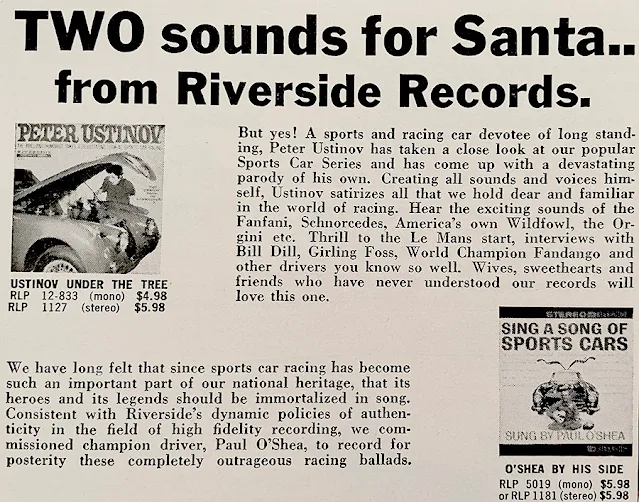 TWO sounds for Santa..
from Riverside Records.
PETER USTINOV
USTINOV UNDER THE TREE
RLP 12-833 (mono) $4.98
RLP 1127 (stereo) $5.98
But yes! A sports and racing car devotee of long stand-
ing, Peter Ustinov has taken a close look at our popular
Sports Car Series and has come up with a devastating
parody of his own. Creating all sounds and voices him-
self, Ustinov satirizes all that we hold dear and familiar
in the world of racing. Hear the exciting sounds of the
Fanfani, Schnorcedes, America's own Wildfowl, the Or-
gini etc. Thrill to the Le Mans start, interviews with
Bill Dill, Girling Foss, World Champion Fandango and
other drivers you know so well. Wives, sweethearts and
friends who have never understood our records will
love this one.
We have long felt that since sports car racing has become
such an important part of our national heritage, that its
heroes and its legends should be immortalized in song.
Consistent with Riverside's dynamic policies of authen-
ticity in the field of high fidelity recording, we com-
missioned champion driver, Paul O'Shea, to record for
posterity these completely outrageous racing ballads.
STEREO
SING A SONG OF
SPORTS CARS
SUNG BY PAUL O'SHEA
O'SHEA BY HIS SIDE
RLP 5019 (mono) $5.98
or RLP 1181 (stereo) $5.98